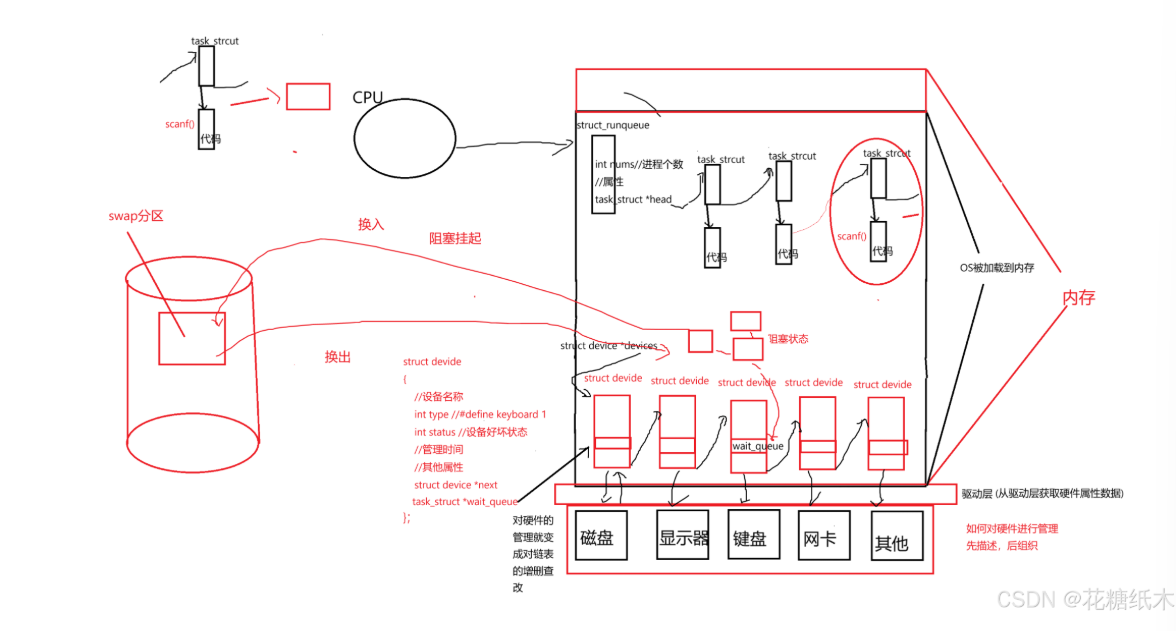 task_strcut
scanf()
代码
CPU
swap分区
换入
阻塞挂起
换出
struct_runqueue
int nums//进程个数
//属性
task_struct *head
task_strcut
代码
task_strcut
代码
task_strcut
scanf()
代码
OS被加载到内存
内存
阻塞状态
struct device *devices
struct devide
struct devide
struct devide
struct devide
struct devide
wait_queue
struct devide
{
//设备名称
int type //#define keyboard 1
int status //设备好坏状态
//管理时间
//其他属性
struct device *next
task_struct *wait_queue
};
对硬件的
管理就变
成对链表
的增删查
改
驱动层 (从驱动层获取硬件属性数据)
磁盘
显示器
键盘
网卡
其他
如何对硬件进行管理
先描述，后组织
CSDN @花糖纸木